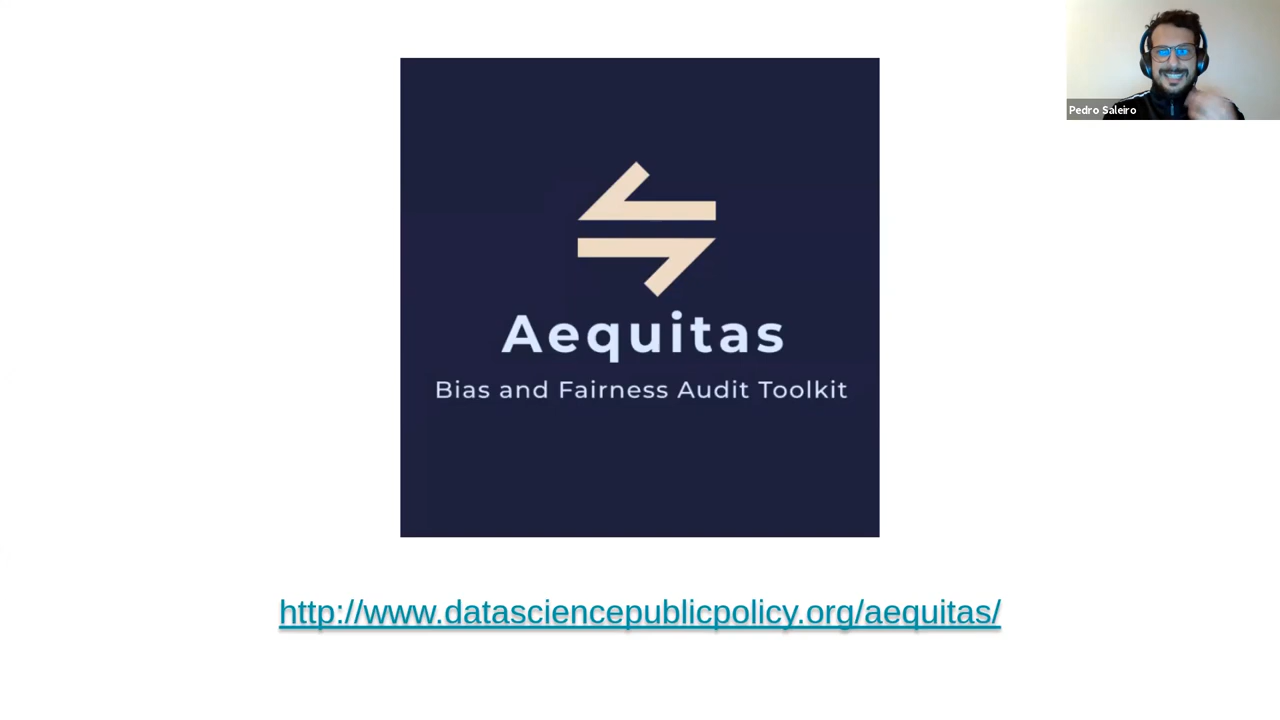 Pedro Saleiro
Aequitas
Bias and Fairness Audit Toolkit
http://www.datasciencepublicpolicy.org/aequitas/